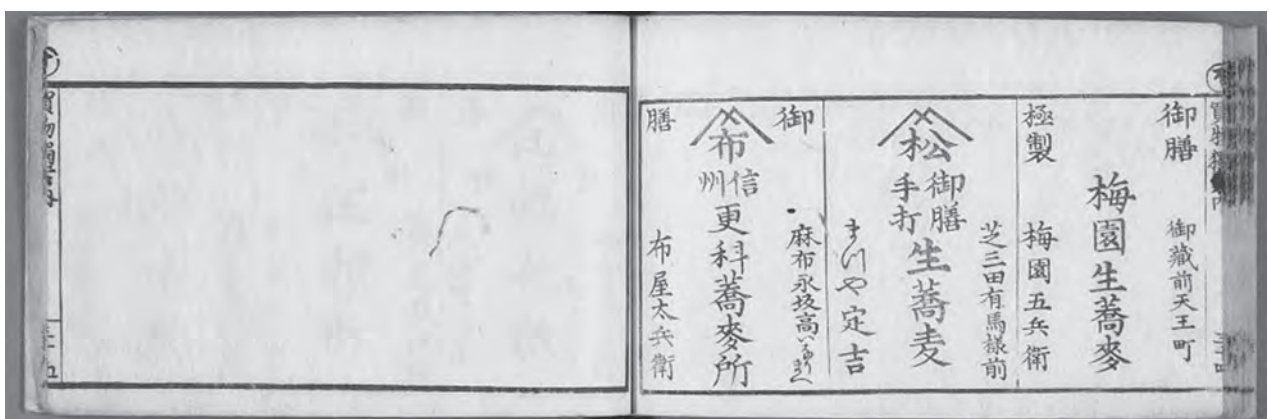 御膳
御蔵前天王町
梅園生蕎麥
極製
梅園五兵衛
芝三田有馬様前
松
御膳
手打
生蕎麦
まつや定吉
御
麻布永坂高いなりまへ
布
信州
更科蕎麥所
膳
布屋太兵衛